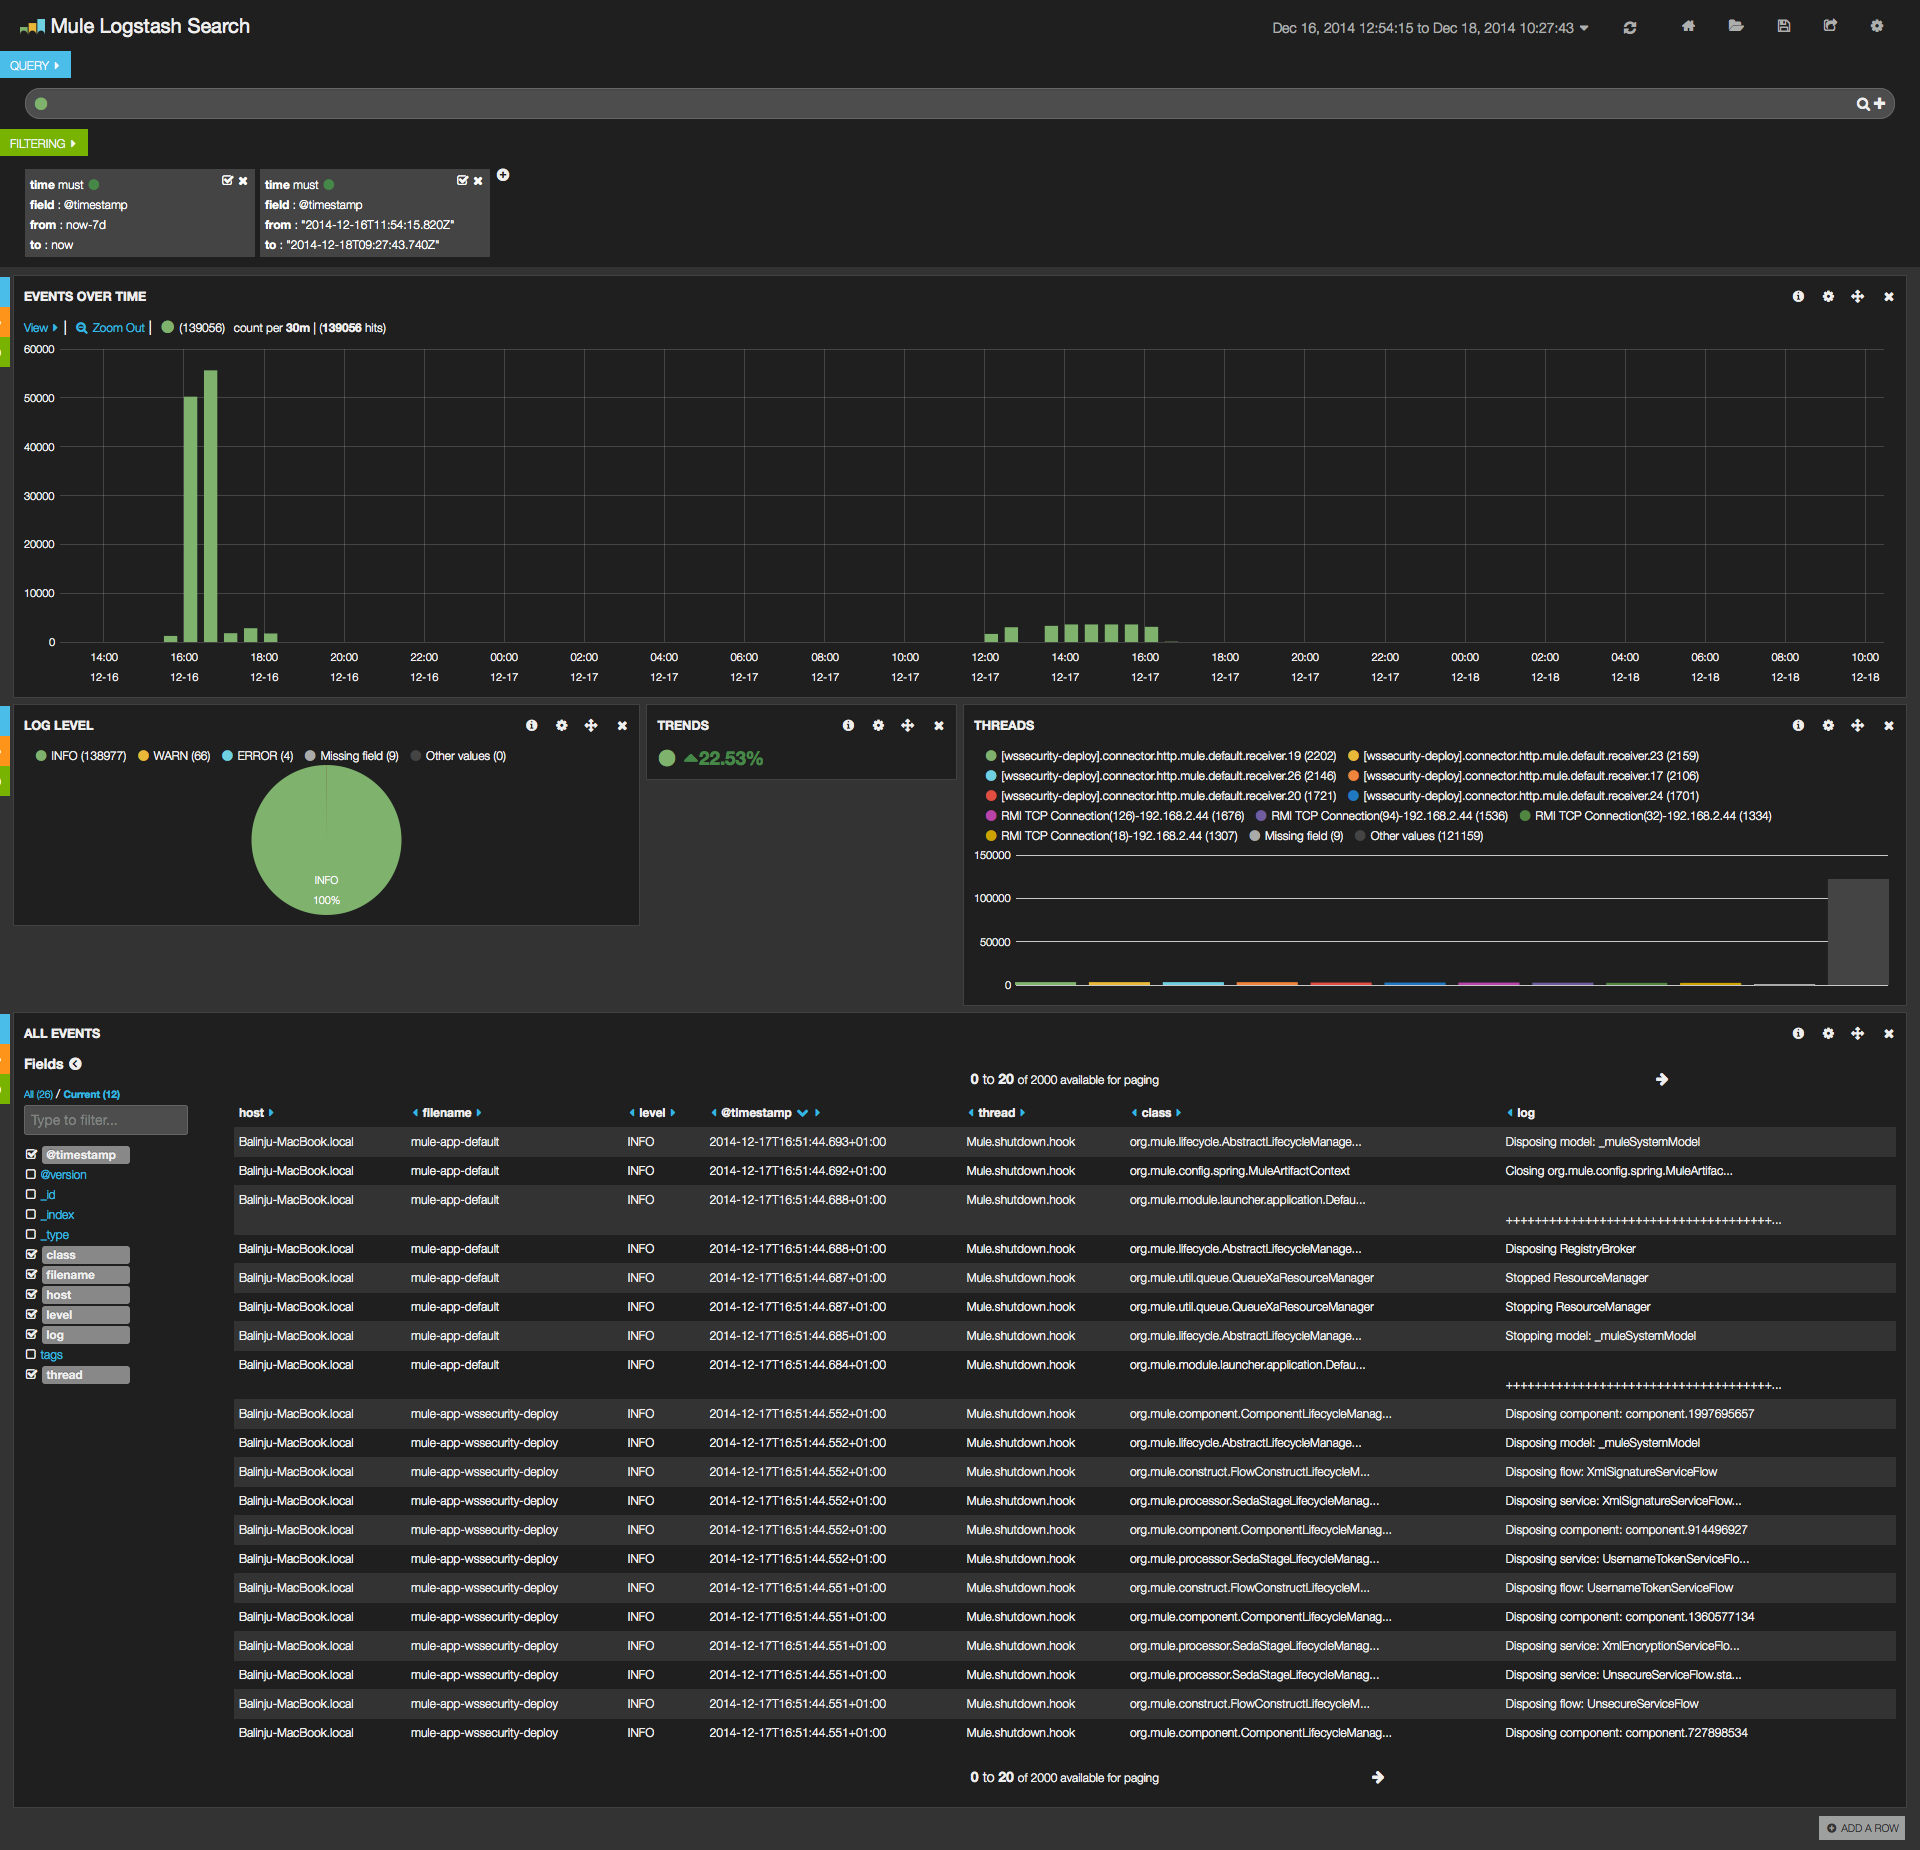 Mule Logstash Search
Dec 16, 2014 12:54:15 to Dec 18, 2014 10:27:43
QUERY
FILTERING
time must
field : @timestamp
from : now-7d
to : now
time must
field : @timestamp
from : "2014-12-16T11:54:15.820Z"
to : "2014-12-18T09:27:43.740Z"
EVENTS OVER TIME
View | Zoom Out | (139056) count per 30m | (139056 hits)
60000
50000
40000
30000
20000
10000
0
14:00 16:00 18:00 20:00 22:00 00:00 02:00 04:00 06:00 08:00 10:00 12:00 14:00 16:00 18:00 20:00 22:00 00:00 02:00 04:00 06:00 08:00 10:00
12-16 12-16 12-16 12-16 12-16 12-17 12-17 12-17 12-17 12-17 12-17 12-17 12-17 12-17 12-17 12-17 12-17 12-18 12-18 12-18 12-18 12-18 12-18
LOG LEVEL
INFO (138977) WARN (66) ERROR (4) Missing field (9) Other values (0)
INFO
100%
TRENDS
22.53%
THREADS
[wssecurity-deploy].connector.http.mule.default.receiver.19 (2202) [wssecurity-deploy].connector.http.mule.default.receiver.23 (2159)
[wssecurity-deploy].connector.http.mule.default.receiver.26 (2146) [wssecurity-deploy].connector.http.mule.default.receiver.17 (2106)
[wssecurity-deploy].connector.http.mule.default.receiver.20 (1721) [wssecurity-deploy].connector.http.mule.default.receiver.24 (1701)
RMI TCP Connection(126)-192.168.2.44 (1676) RMI TCP Connection(94)-192.168.2.44 (1536) RMI TCP Connection(32)-192.168.2.44 (1334)
RMI TCP Connection(18)-192.168.2.44 (1307) Missing field (9) Other values (121159)
150000
100000
50000
0
ALL EVENTS
Fields
All (26) / Current (12)
Type to filter...
@timestamp
@version
_id
_index
_type
class
filename
host
level
log
tags
thread
0 to 20 of 2000 available for paging
host filename level @timestamp thread class log
Balinju-MacBook.local mule-app-default INFO 2014-12-17T16:51:44.693+01:00 Mule.shutdown.hook org.mule.lifecycle.AbstractLifecycleManage... Disposing model: _muleSystemModel
Balinju-MacBook.local mule-app-default INFO 2014-12-17T16:51:44.692+01:00 Mule.shutdown.hook org.mule.config.spring.MuleArtifactContext Closing org.mule.config.spring.MuleArtifac...
Balinju-MacBook.local mule-app-default INFO 2014-12-17T16:51:44.688+01:00 Mule.shutdown.hook org.mule.module.launcher.application.Defau...
+++++++++++++++++++++++++++++++++++++...
Balinju-MacBook.local mule-app-default INFO 2014-12-17T16:51:44.688+01:00 Mule.shutdown.hook org.mule.lifecycle.AbstractLifecycleManage... Disposing RegistryBroker
Balinju-MacBook.local mule-app-default INFO 2014-12-17T16:51:44.687+01:00 Mule.shutdown.hook org.mule.util.queue.QueueXaResourceManager Stopped ResourceManager
Balinju-MacBook.local mule-app-default INFO 2014-12-17T16:51:44.687+01:00 Mule.shutdown.hook org.mule.util.queue.QueueXaResourceManager Stopping ResourceManager
Balinju-MacBook.local mule-app-default INFO 2014-12-17T16:51:44.685+01:00 Mule.shutdown.hook org.mule.lifecycle.AbstractLifecycleManage... Stopping model: _muleSystemModel
Balinju-MacBook.local mule-app-default INFO 2014-12-17T16:51:44.684+01:00 Mule.shutdown.hook org.mule.module.launcher.application.Defau...
+++++++++++++++++++++++++++++++++++++...
Balinju-MacBook.local mule-app-wssecurity-deploy INFO 2014-12-17T16:51:44.552+01:00 Mule.shutdown.hook org.mule.component.ComponentLifecycleManag... Disposing component: component.1997695657
Balinju-MacBook.local mule-app-wssecurity-deploy INFO 2014-12-17T16:51:44.552+01:00 Mule.shutdown.hook org.mule.lifecycle.AbstractLifecycleManage... Disposing model: _muleSystemModel
Balinju-MacBook.local mule-app-wssecurity-deploy INFO 2014-12-17T16:51:44.552+01:00 Mule.shutdown.hook org.mule.construct.FlowConstructLifecycleM... Disposing flow: XmlSignatureServiceFlow
Balinju-MacBook.local mule-app-wssecurity-deploy INFO 2014-12-17T16:51:44.552+01:00 Mule.shutdown.hook org.mule.processor.SedaStageLifecycleManag... Disposing service: XmlSignatureServiceFlow...
Balinju-MacBook.local mule-app-wssecurity-deploy INFO 2014-12-17T16:51:44.552+01:00 Mule.shutdown.hook org.mule.component.ComponentLifecycleManag... Disposing component: component.914496927
Balinju-MacBook.local mule-app-wssecurity-deploy INFO 2014-12-17T16:51:44.552+01:00 Mule.shutdown.hook org.mule.processor.SedaStageLifecycleManag... Disposing service: UsernameTokenServiceFlo...
Balinju-MacBook.local mule-app-wssecurity-deploy INFO 2014-12-17T16:51:44.551+01:00 Mule.shutdown.hook org.mule.construct.FlowConstructLifecycleM... Disposing flow: UsernameTokenServiceFlow
Balinju-MacBook.local mule-app-wssecurity-deploy INFO 2014-12-17T16:51:44.551+01:00 Mule.shutdown.hook org.mule.component.ComponentLifecycleManag... Disposing component: component.1360577134
Balinju-MacBook.local mule-app-wssecurity-deploy INFO 2014-12-17T16:51:44.551+01:00 Mule.shutdown.hook org.mule.processor.SedaStageLifecycleManag... Disposing service: XmlEncryptionServiceFlo...
Balinju-MacBook.local mule-app-wssecurity-deploy INFO 2014-12-17T16:51:44.551+01:00 Mule.shutdown.hook org.mule.processor.SedaStageLifecycleManag... Disposing service: UnsecureServiceFlow.sta...
Balinju-MacBook.local mule-app-wssecurity-deploy INFO 2014-12-17T16:51:44.551+01:00 Mule.shutdown.hook org.mule.construct.FlowConstructLifecycleM... Disposing flow: UnsecureServiceFlow
Balinju-MacBook.local mule-app-wssecurity-deploy INFO 2014-12-17T16:51:44.551+01:00 Mule.shutdown.hook org.mule.component.ComponentLifecycleManag... Disposing component: component.727898534
0 to 20 of 2000 available for paging
ADD A ROW